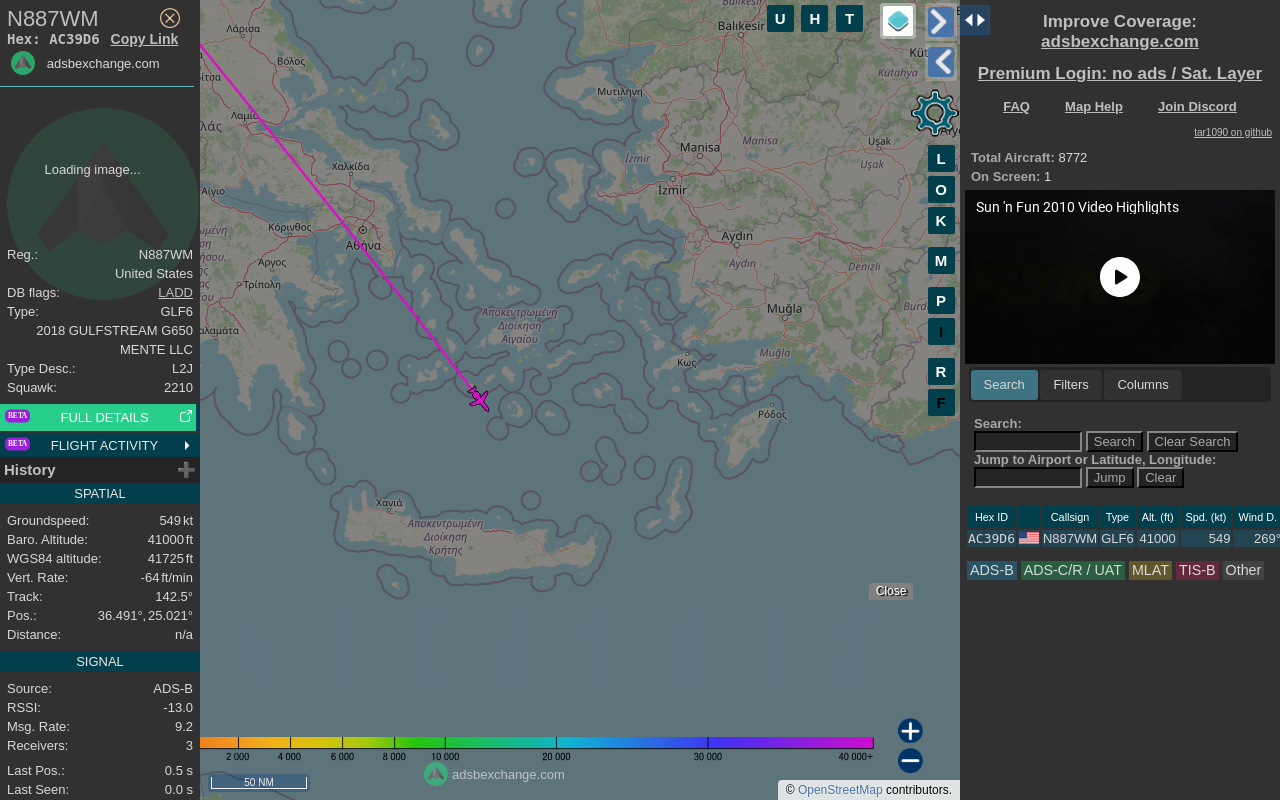 N887WM
Hex: AC39D6 Copy Link
adsbexchange.com
Loading image...
Reg.: N887WM
United States
DB flags: LADD
Type: GLF6
2018 GULFSTREAM G650
MENTE LLC
Type Desc.: L2J
Squawk: 2210
BETA FULL DETAILS
BETA FLIGHT ACTIVITY
History
SPATIAL
Groundspeed: 549 kt
Baro. Altitude: 41000 ft
WGS84 altitude: 41725 ft
Vert. Rate: -64 ft/min
Track: 142.5°
Pos.: 36.491°, 25.021°
Distance: n/a
SIGNAL
Source: ADS-B
RSSI: -13.0
Msg. Rate: 9.2
Receivers: 3
Last Pos.: 0.5 s
Last Seen: 0.0 s
Λάρισα
Βόλος
Λαμία
Χαλκίδα
Αίγιο
Κόρινθος
Αθήνα
Άργος
Τρίπολη
Αποκεντρωμένη
Διοίκηση
Αιγαίου
Χανιά
Αποκεντρωμένη
Διοίκηση
Κρήτης
Balıkesir
Balıkesir
Kütahya
Μυτιλήνη
Manisa
Manisa
Uşak
Uşak
İzmir
İzmir
Aydın
Aydın
Denizli
Muğla
Muğla
Κως
Ρόδος
U H T
L
O
K
M
P
I
R
F
Close
2 000 4 000 6 000 8 000 10 000 20 000 30 000 40 000+
50 NM
adsbexchange.com
© OpenStreetMap contributors.
Improve Coverage:
adsbexchange.com
Premium Login: no ads / Sat. Layer
FAQ Map Help Join Discord
tar1090 on github
Total Aircraft: 8772
On Screen: 1
Sun 'n Fun 2010 Video Highlights
Search Filters Columns
Search:
Search Clear Search
Jump to Airport or Latitude, Longitude:
Jump Clear
Hex ID Callsign Type Alt. (ft) Spd. (kt) Wind D.
AC39D6 N887WM GLF6 41000 549 269°
ADS-B ADS-C/R / UAT MLAT TIS-B Other